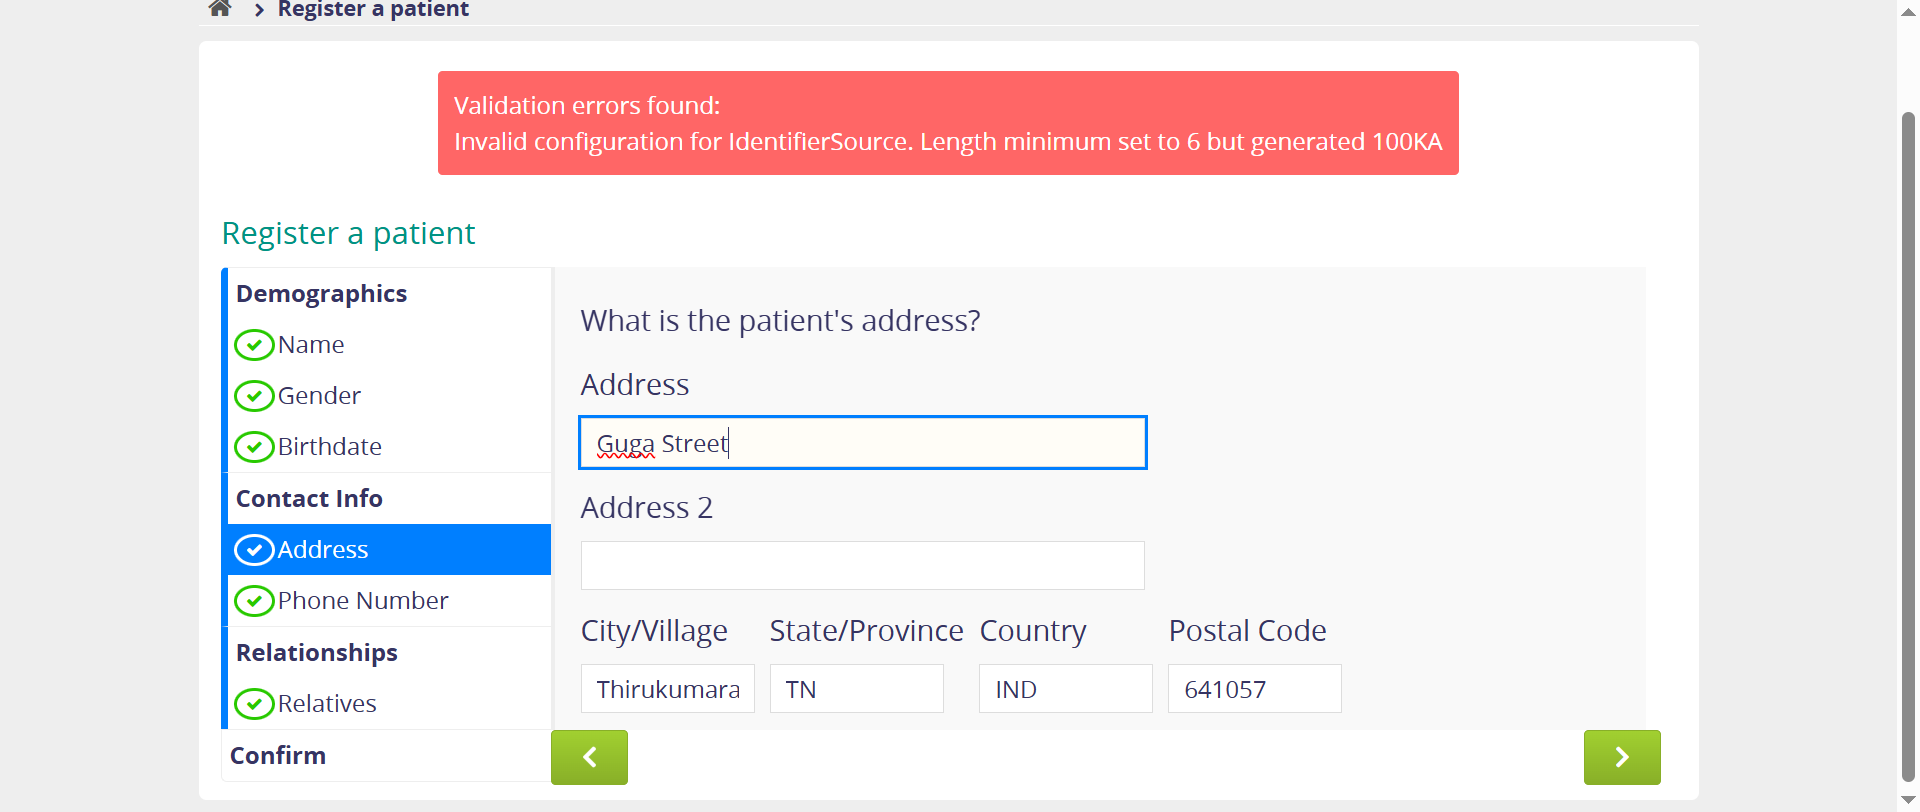 Register a patient
Validation errors found:
Invalid configuration for IdentifierSource. Length minimum set to 6 but generated 100KA
Register a patient
Demographics
Name
Gender
Birthdate
Contact Info
Address
Phone Number
Relationships
Relatives
Confirm
What is the patient's address?
Address
Guga Street
Address 2
City/Village State/Province Country Postal Code
Thirukumara TN IND 641057